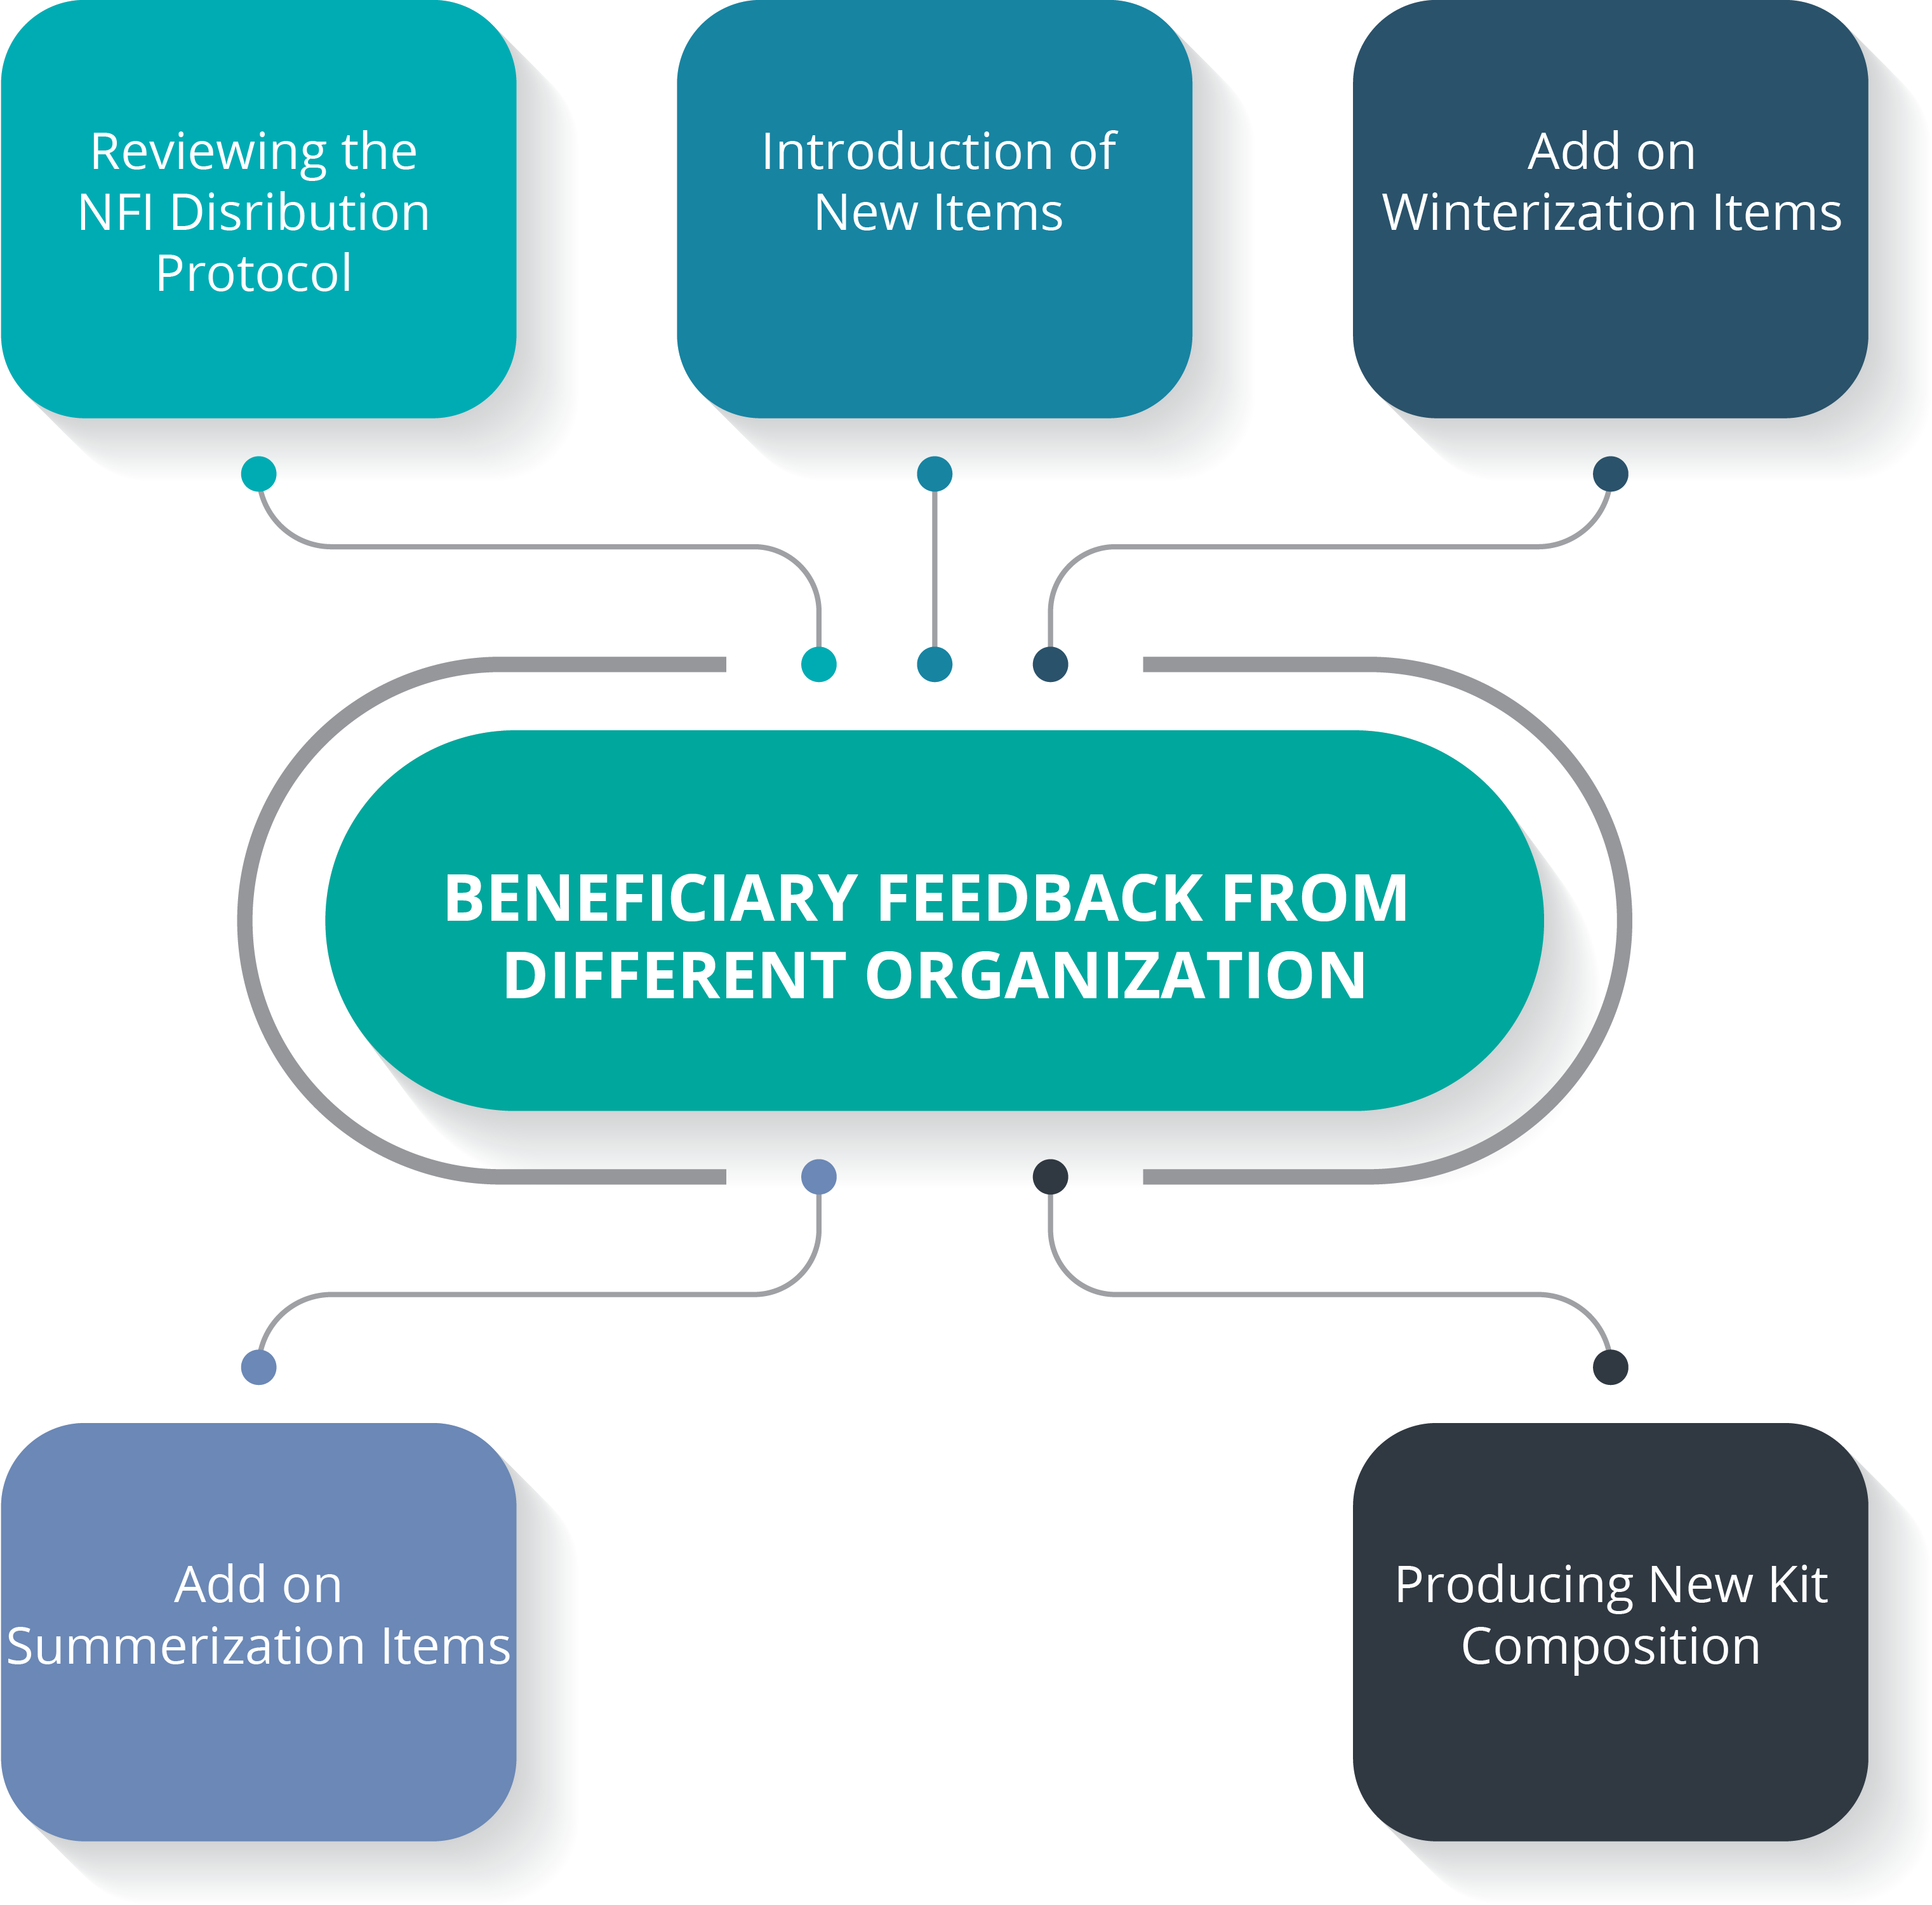 Reviewing the
NFI Disribution
Protocol
Introduction of
New Items
Add on
Winterization Items
BENEFICIARY FEEDBACK FROM
DIFFERENT ORGANIZATION
Add on
Summerization Items
Producing New Kit
Composition